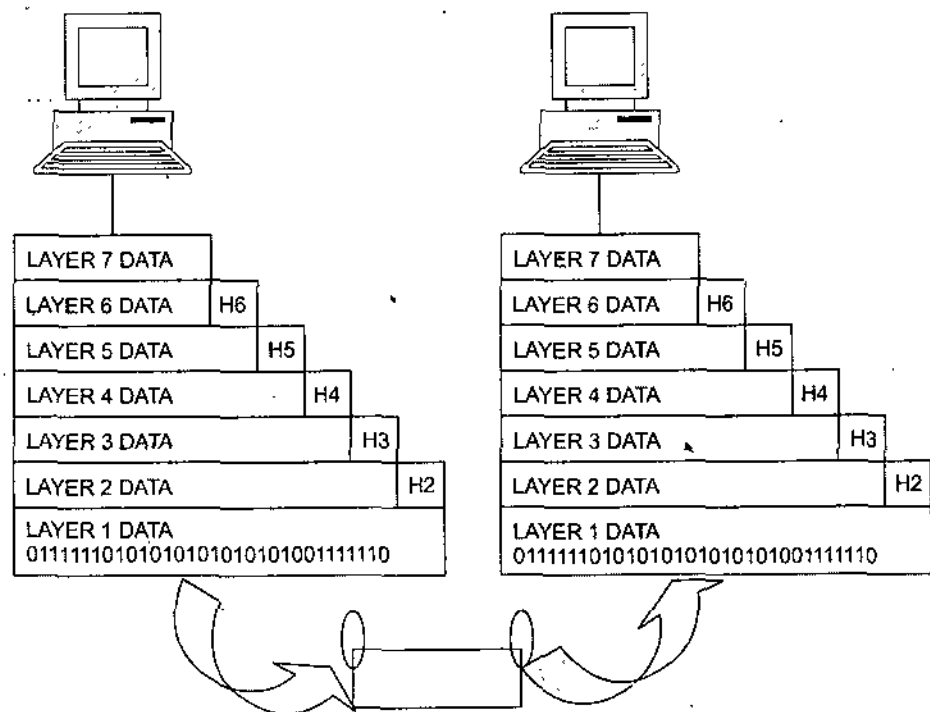 LAYER 7 DATA
LAYER 6 DATA H6
LAYER 5 DATA H5
LAYER 4 DATA H4
LAYER 3 DATA H3
LAYER 2 DATA H2
LAYER 1 DATA
01111110101010101010101001111110
LAYER 7 DATA
LAYER 6 DATA H6
LAYER 5 DATA H5
LAYER 4 DATA H4
LAYER 3 DATA H3
LAYER 2 DATA H2
LAYER 1 DATA
01111110101010101010101001111110